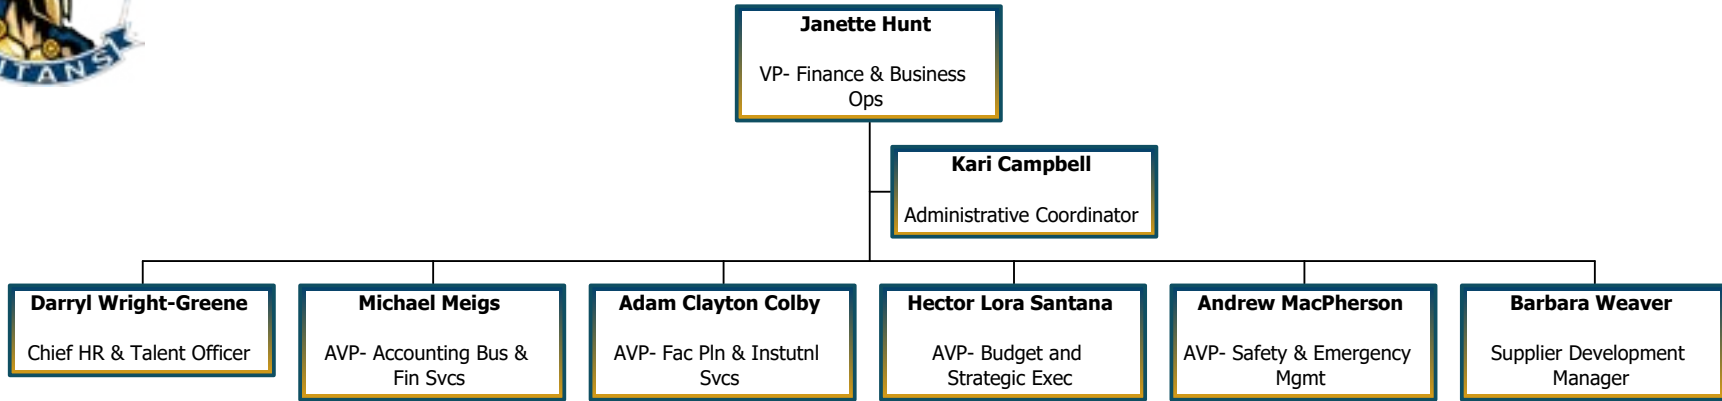 TITANS
Janette Hunt
VP- Finance & Business
Ops
Kari Campbell
Administrative Coordinator
Darryl Wright-Greene
Chief HR & Talent Officer
Michael Meigs
AVP- Accounting Bus &
Fin Svcs
Adam Clayton Colby
AVP- Fac Pln & Instutnl
Svcs
Hector Lora Santana
AVP- Budget and
Strategic Exec
Andrew MacPherson
AVP- Safety & Emergency
Mgmt
Barbara Weaver
Supplier Development
Manager